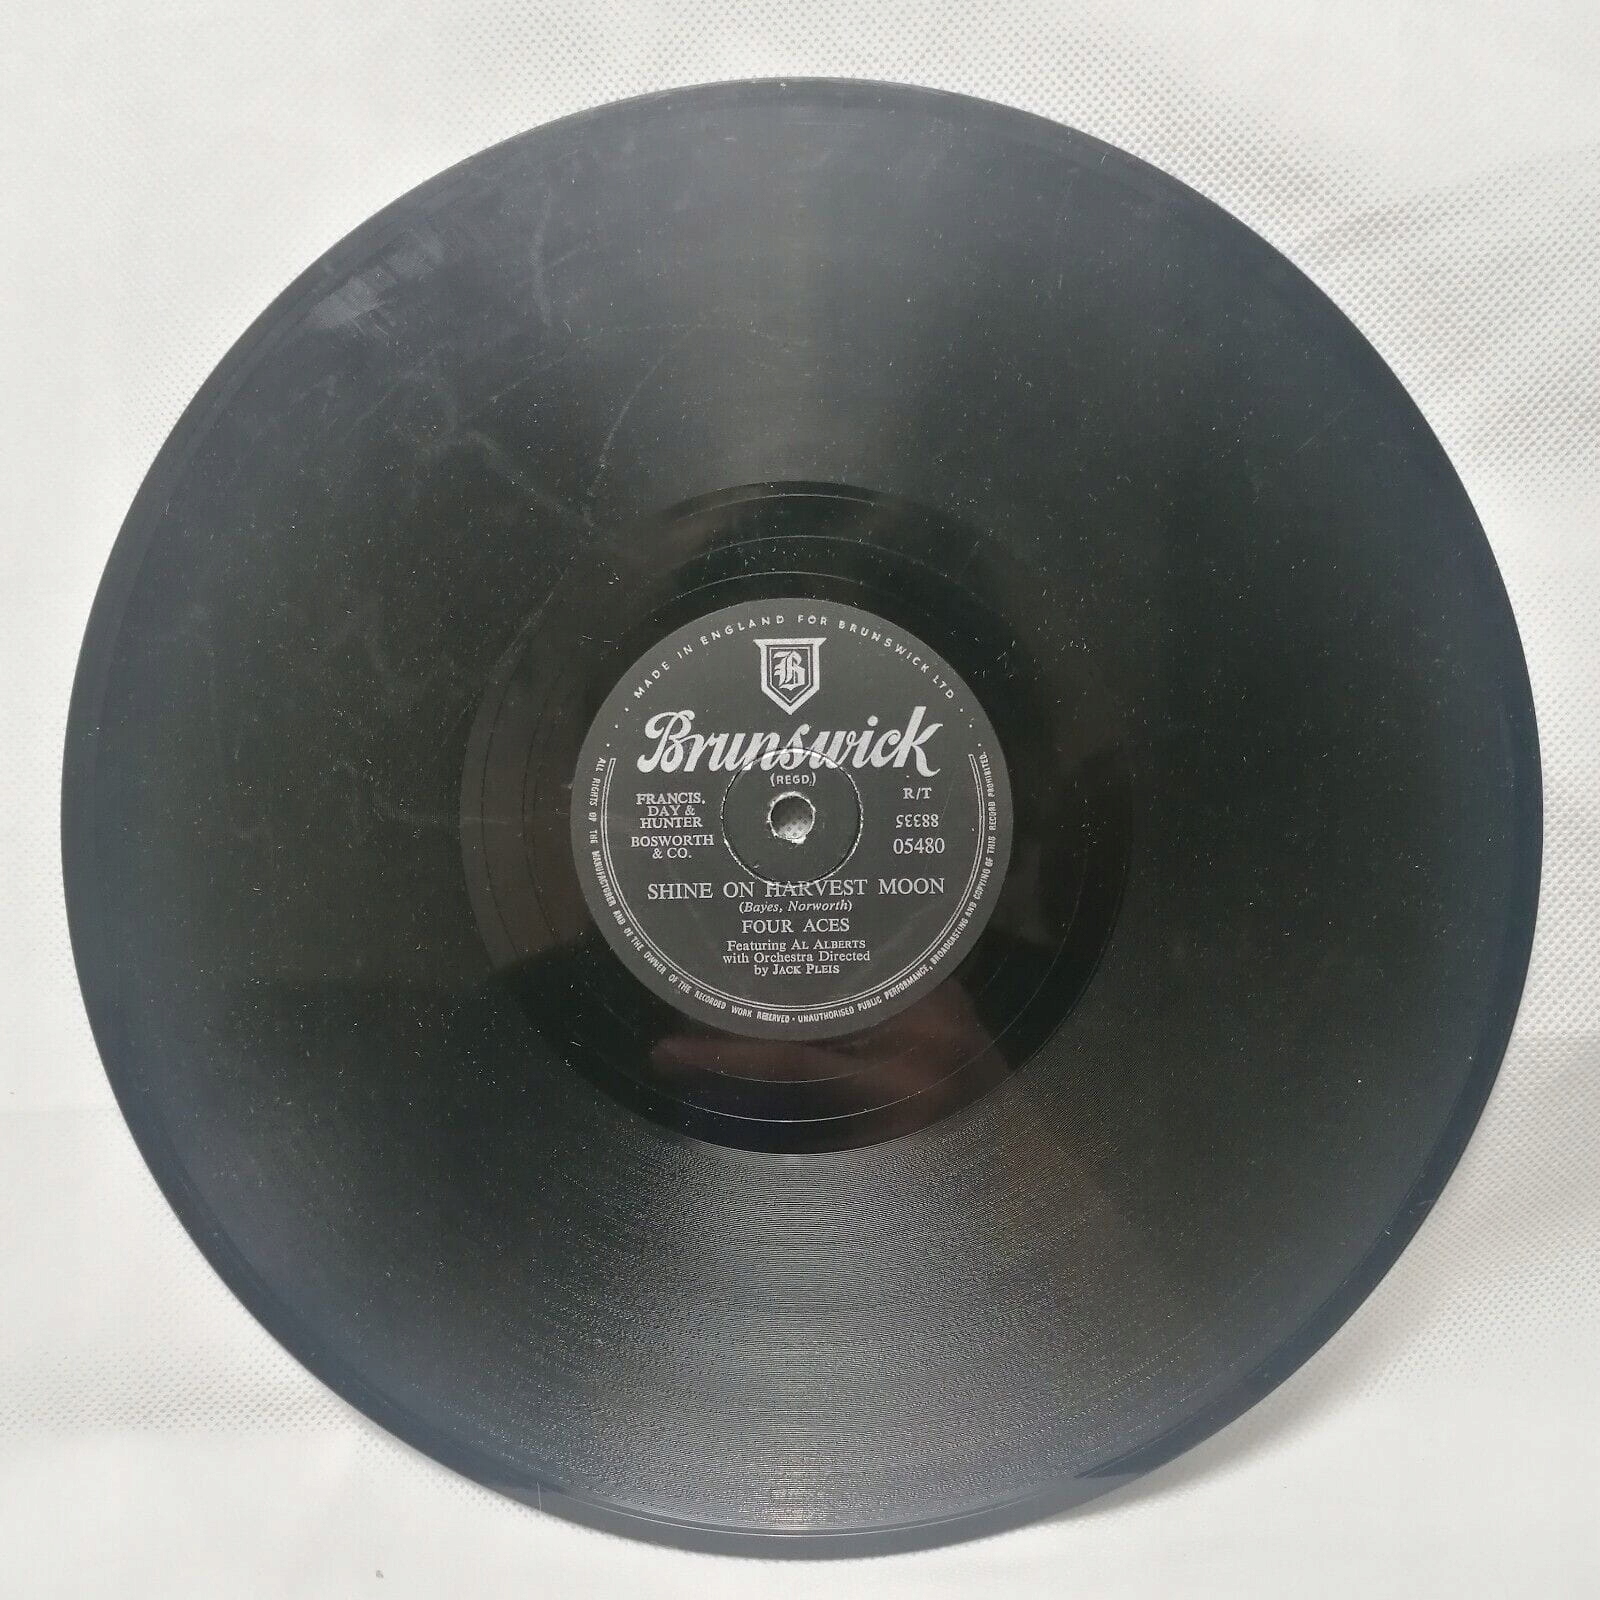 MADE IN ENGLAND FOR BRUNSWICK LTD
B
Brunswick
(REGD.)
FRANCIS,
DAY &
HUNTER
BOSWORTH
& CO.
R/T
88335
05480
SHINE ON HARVEST MOON
(Bayes, Norworth)
FOUR ACES
Featuring AL ALBERTS
with Orchestra Directed
by JACK PLEIS
ALL RIGHTS OF THE MANUFACTURER AND OF THE OWNER OF THE RECORDED WORK RESERVED • UNAUTHORISED PUBLIC PERFORMANCE, BROADCASTING AND COPYING OF THIS RECORD PROHIBITED.